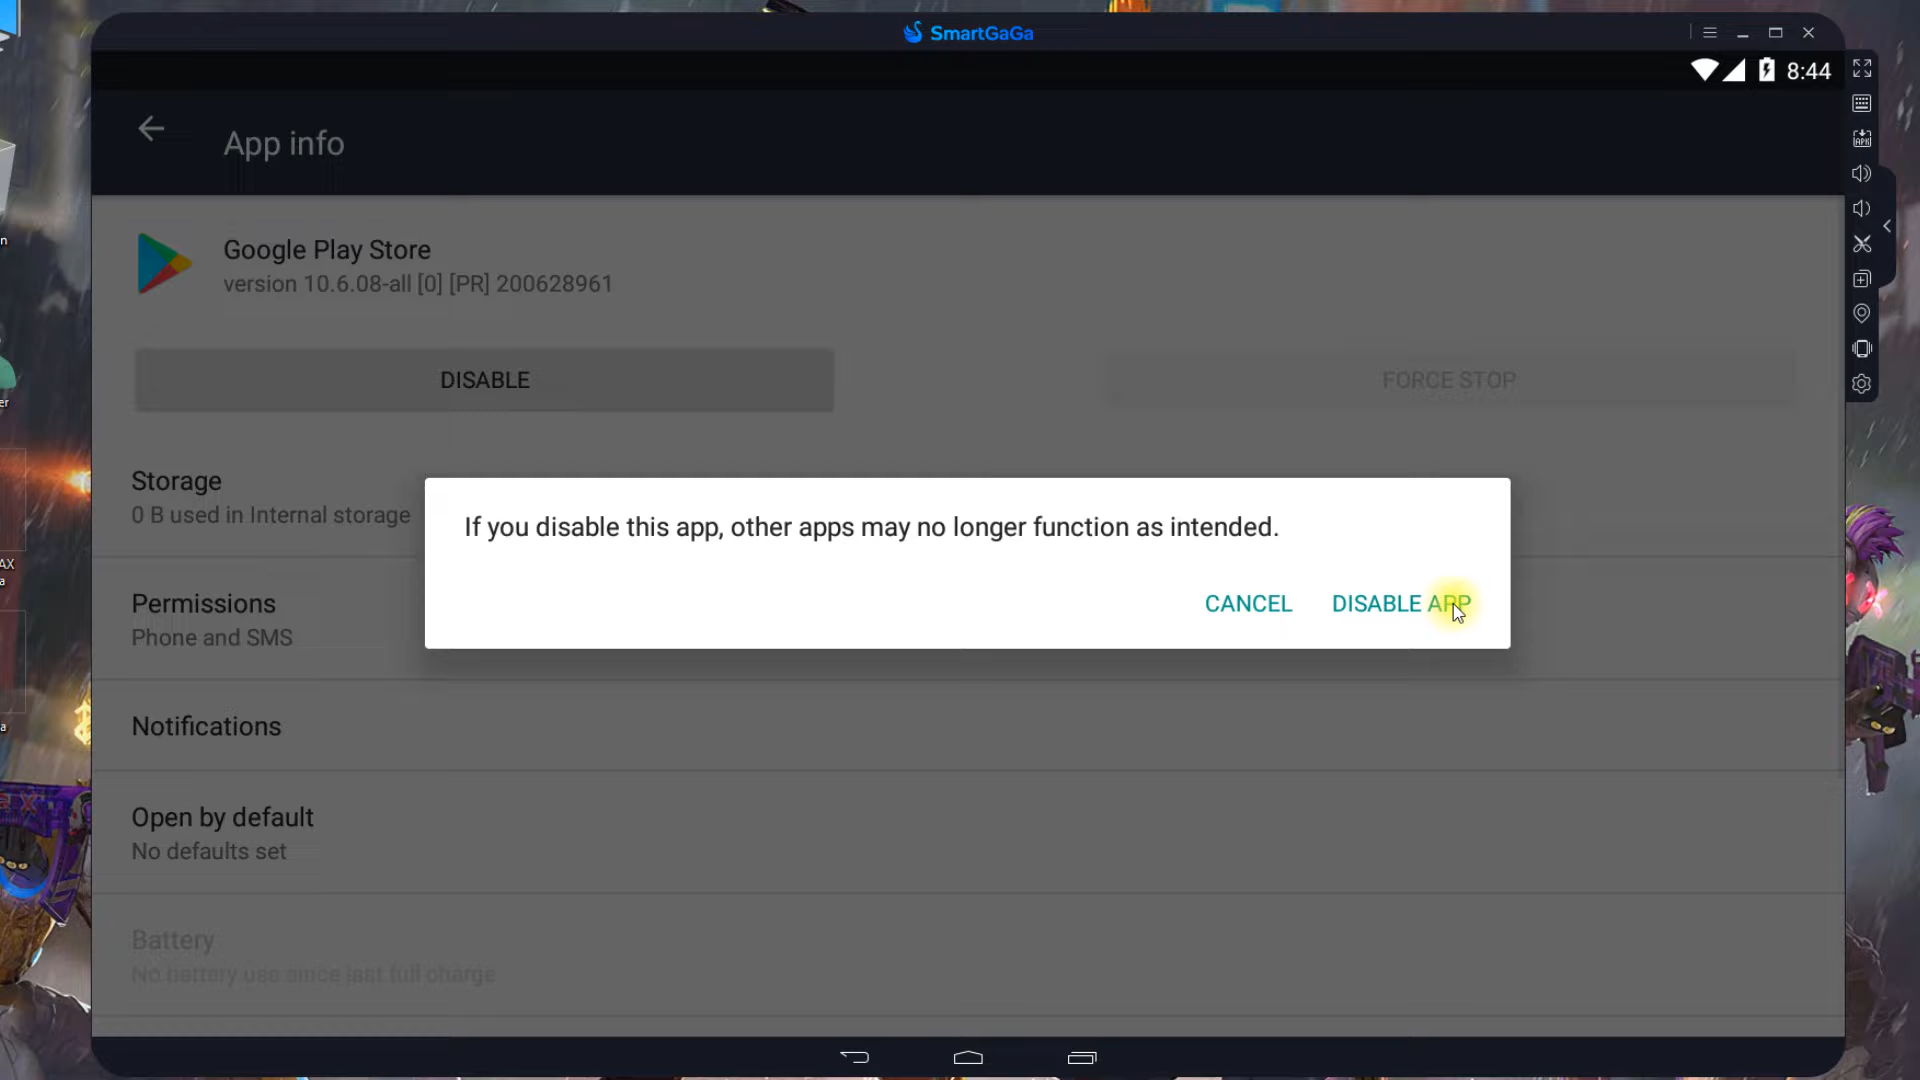 SmartGaGa
8:44
App info
Google Play Store
version 10.6.08-all [0] [PR] 200628961
DISABLE
FORCE STOP
Storage
0 B used in Internal storage
If you disable this app, other apps may no longer function as intended.
CANCEL
DISABLE APP
Permissions
Phone and SMS
Notifications
Open by default
No defaults set
Battery
No battery use since last full charge
APK
n
er
AX
a
a